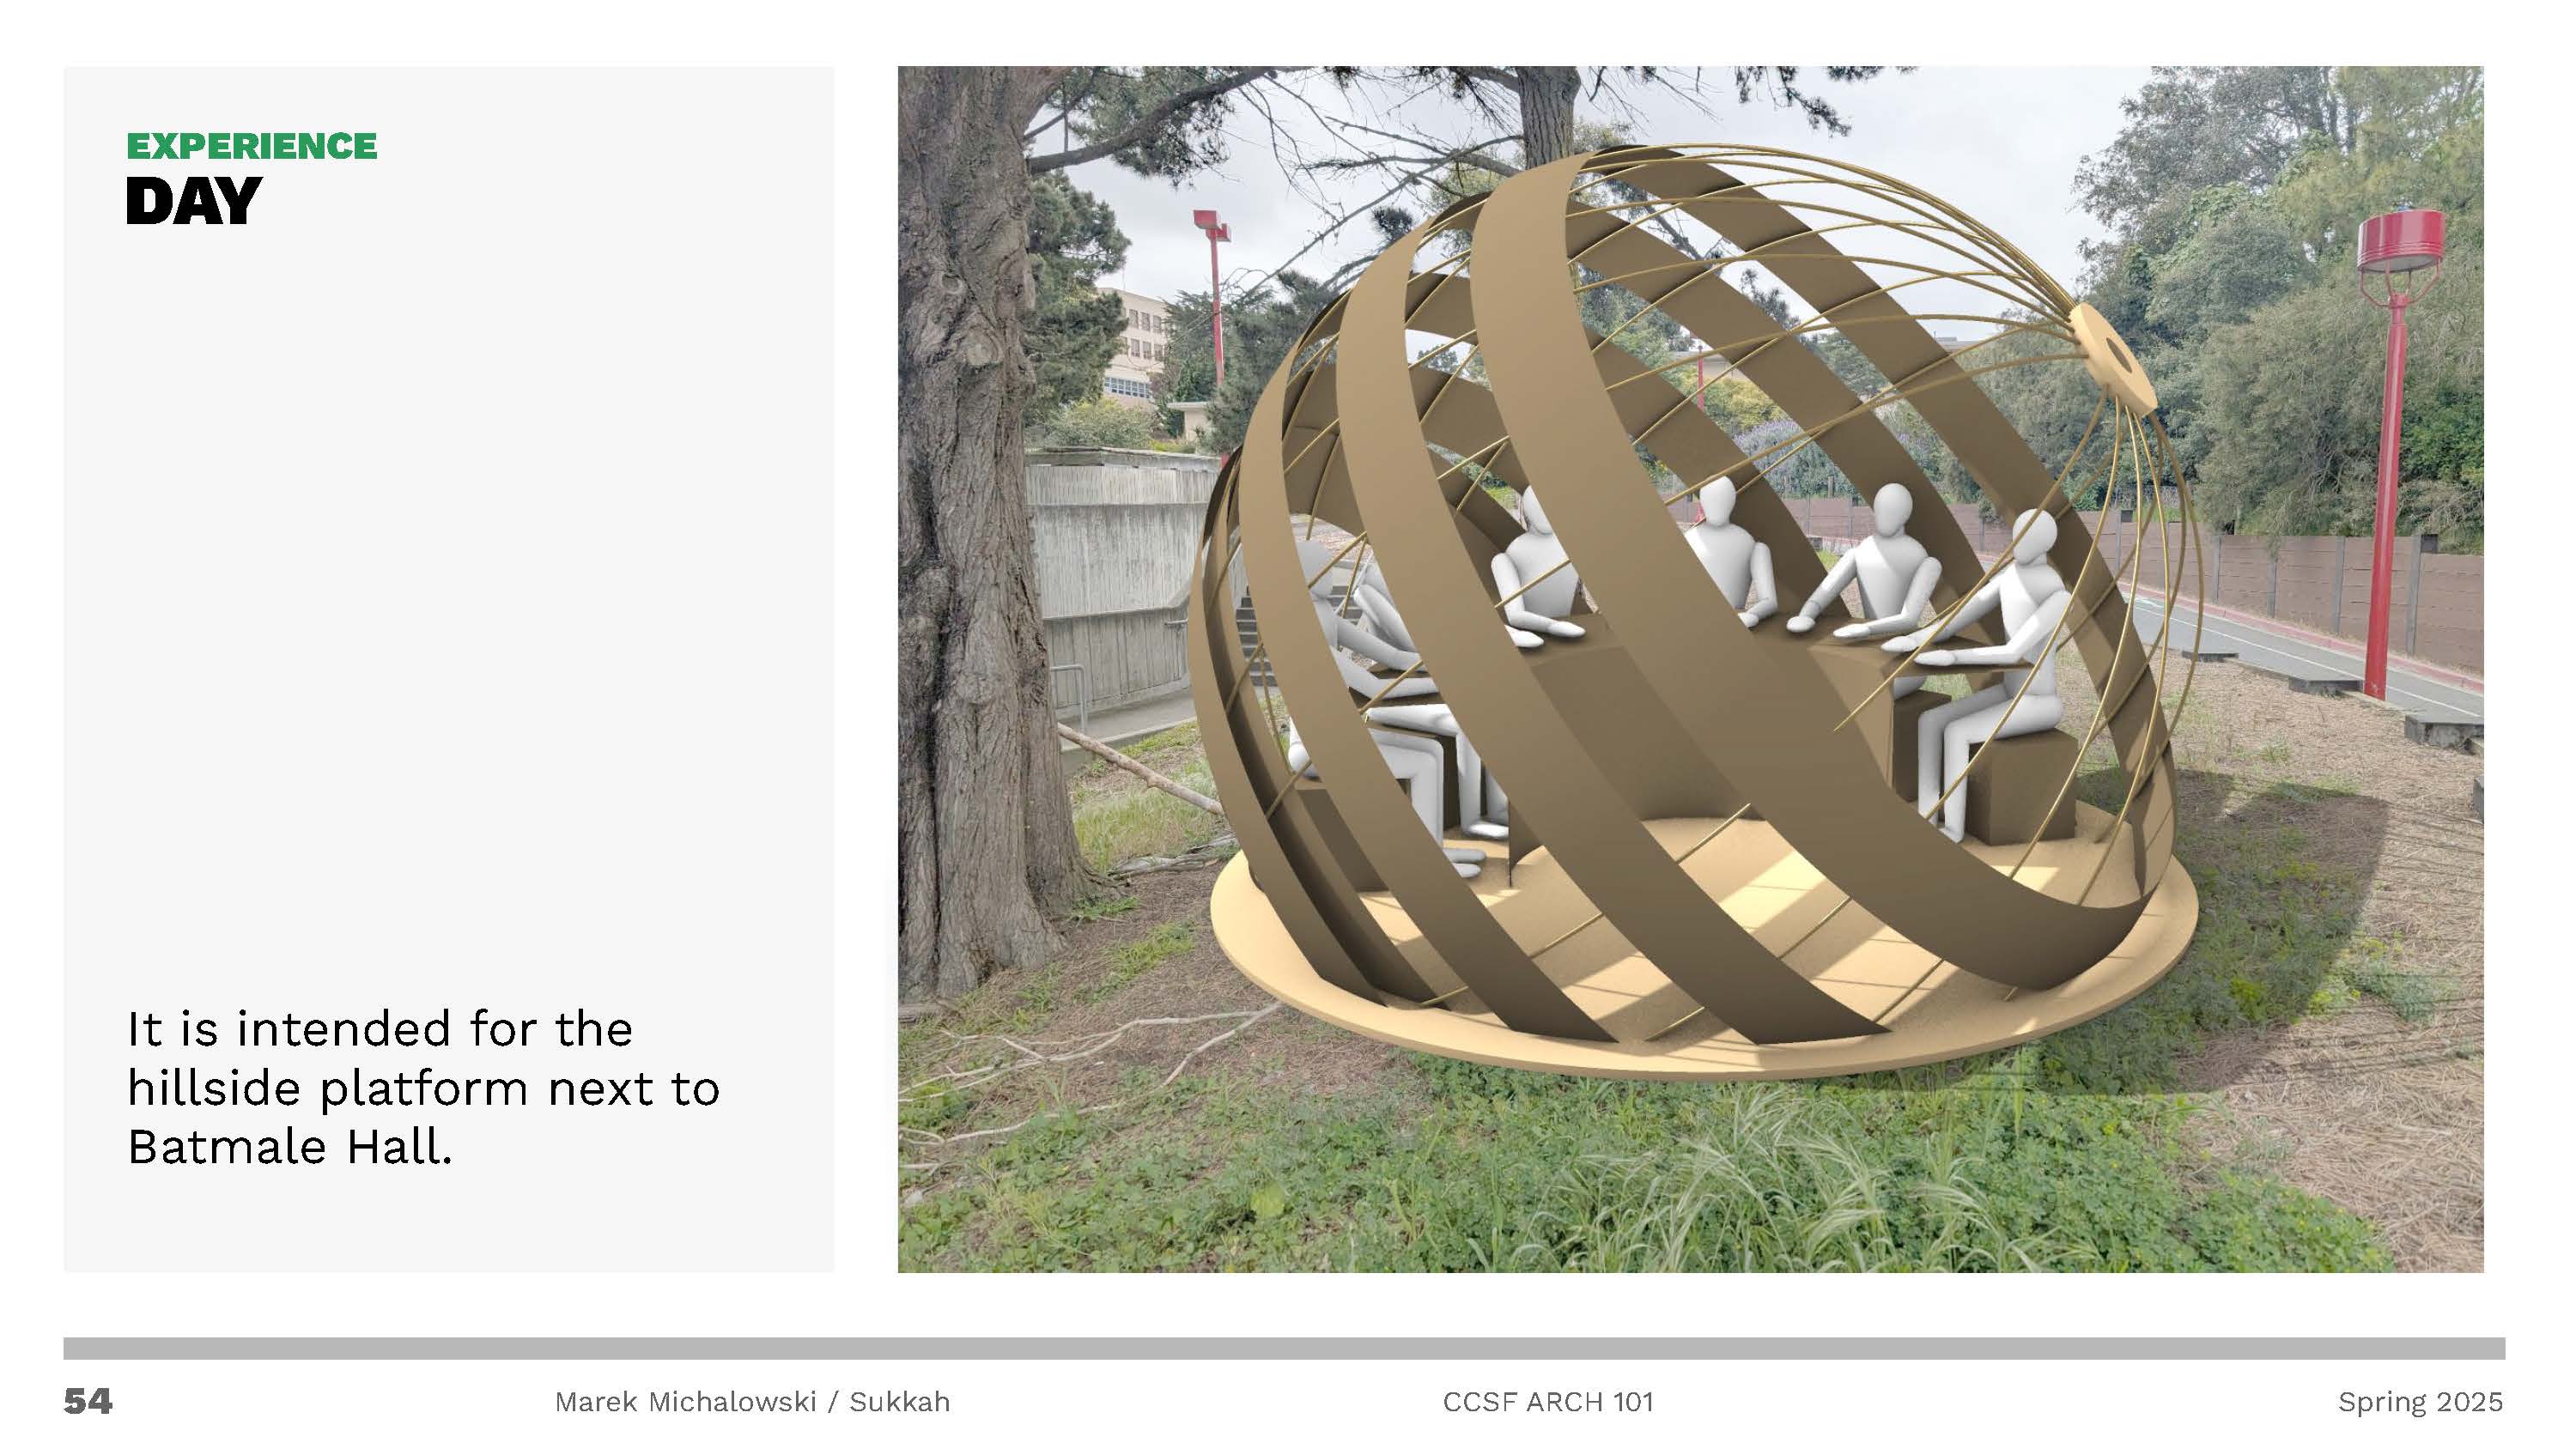 EXPERIENCE
DAY
It is intended for the
hillside platform next to
Batmale Hall.
54
Marek Michalowski / Sukkah
CCSF ARCH 101
Spring 2025